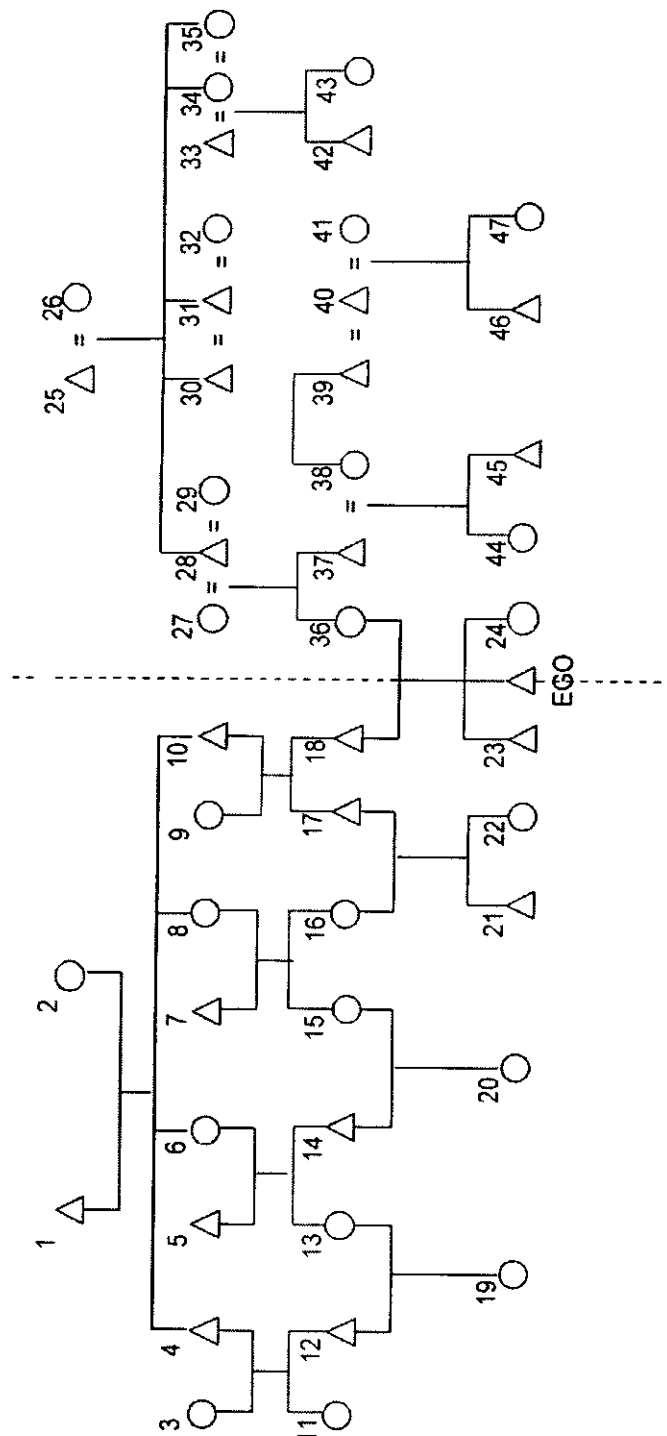 1 2 25 = 26
3 4 5 6 7 8 9 10 27 = 28 = 29 30 = 31 = 32 33 = 34 = 35
11 12 13 14 15 16 17 18 36 37 = 38 39 = 40 = 41 42 43
19 20 21 22 23 24 44 45 46 47
EGO